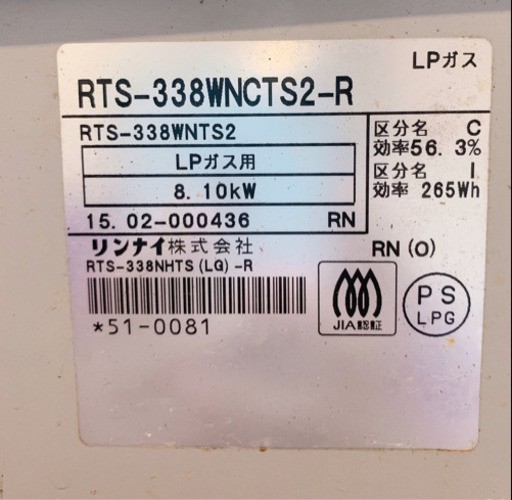 LPガス
RTS-338WNCTS2-R
RTS-338WNTS2
LPガス用
8.10kW
15.02-000436 RN
区分名 C
効率56.3%
区分名 I
効率 265Wh
リンナイ株式会社
RN(O)
RTS-338NHTS(LG)-R
*51-0081
JIA認証
PS
LPG